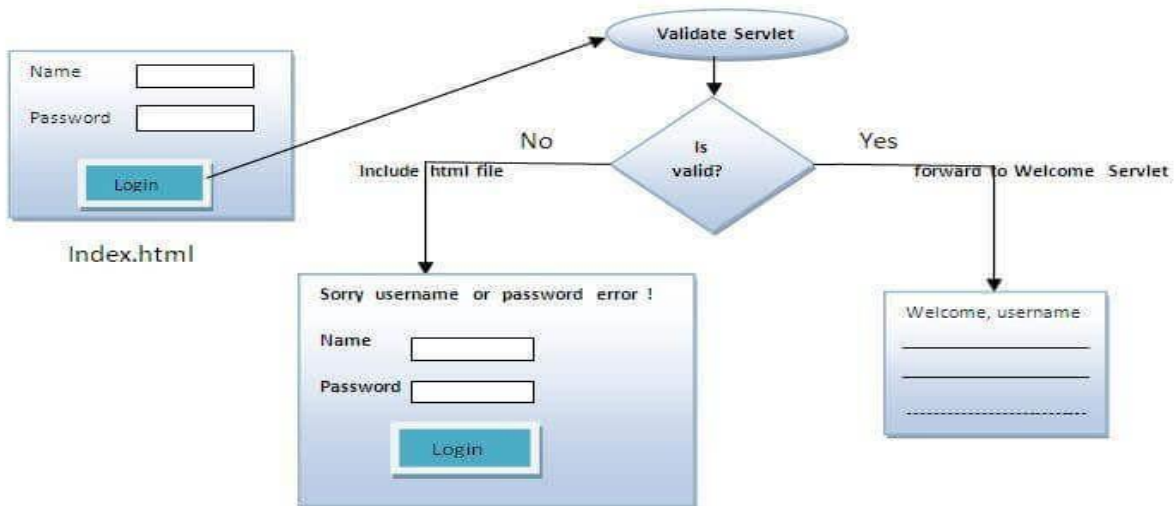 Validate Servlet
Name
Password
Login
Index.html
Is
valid?
No
Include html file
Yes
forward to Welcome Servlet
Sorry username or password error !
Name
Password
Login
Welcome, username